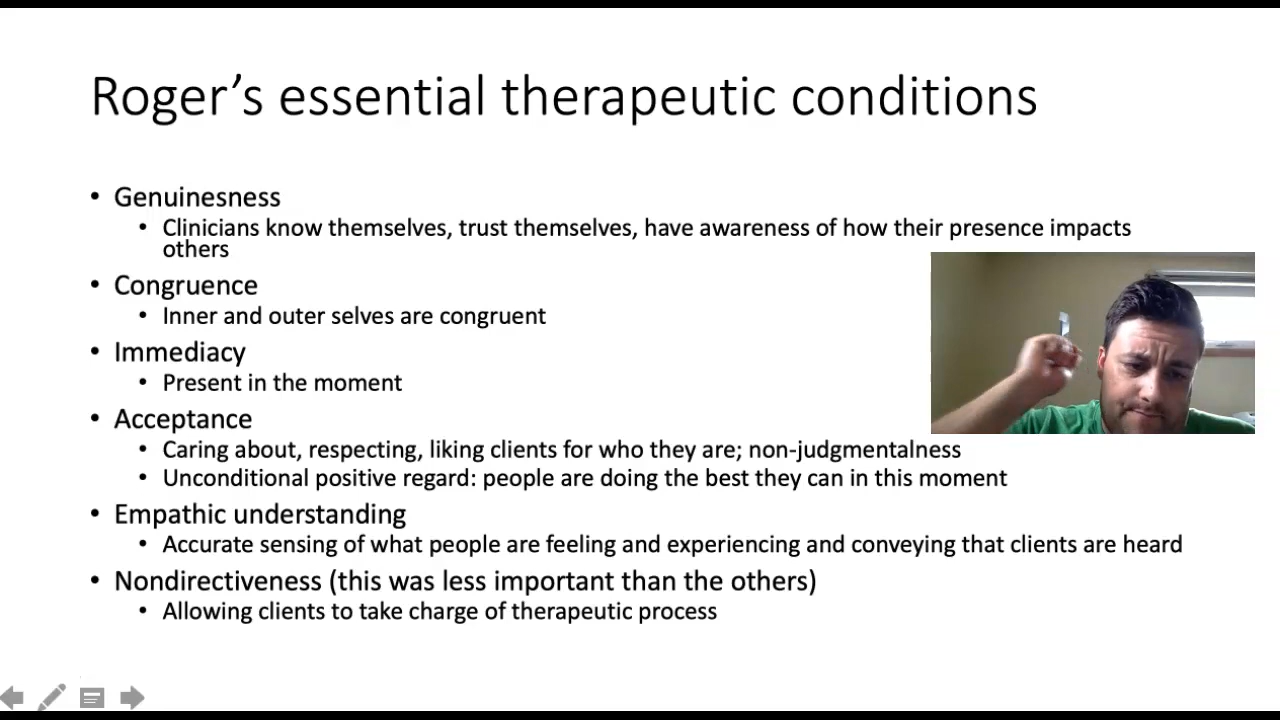 Roger’s essential therapeutic conditions
• Genuinesness
• Clinicians know themselves, trust themselves, have awareness of how their presence impacts
others
• Congruence
• Inner and outer selves are congruent
• Immediacy
• Present in the moment
• Acceptance
• Caring about, respecting, liking clients for who they are; non-judgmentalness
• Unconditional positive regard: people are doing the best they can in this moment
• Empathic understanding
• Accurate sensing of what people are feeling and experiencing and conveying that clients are heard
• Nondirectiveness (this was less important than the others)
• Allowing clients to take charge of therapeutic process